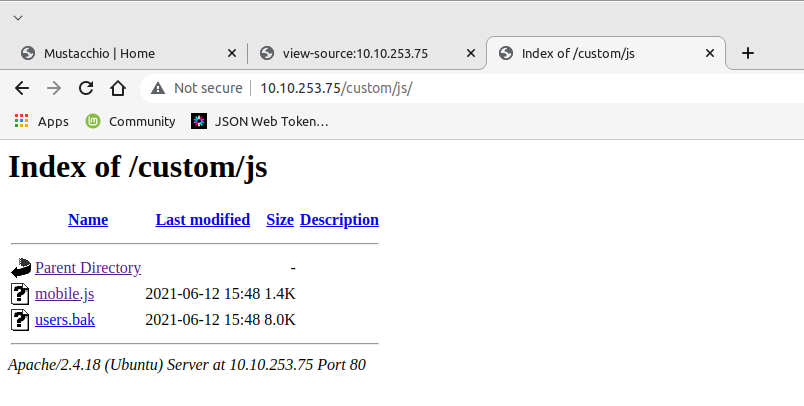 Mustacchio | Home
view-source:10.10.253.75
Index of /custom/js
Not secure
10.10.253.75/custom/js/
Apps
Community
JSON Web Token…
Index of /custom/js
Name Last modified Size Description
Parent Directory -
mobile.js 2021-06-12 15:48 1.4K
users.bak 2021-06-12 15:48 8.0K
Apache/2.4.18 (Ubuntu) Server at 10.10.253.75 Port 80